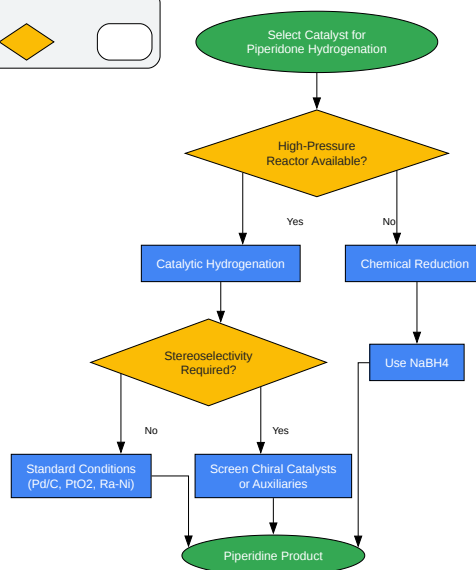 Select Catalyst for
Piperidone Hydrogenation
High-Pressure
Reactor Available?
Yes
No
Catalytic Hydrogenation
Chemical Reduction
Stereoselectivity
Required?
Use NaBH4
No
Yes
Standard Conditions
(Pd/C, PtO2, Ra-Ni)
Screen Chiral Catalysts
or Auxiliaries
Piperidine Product